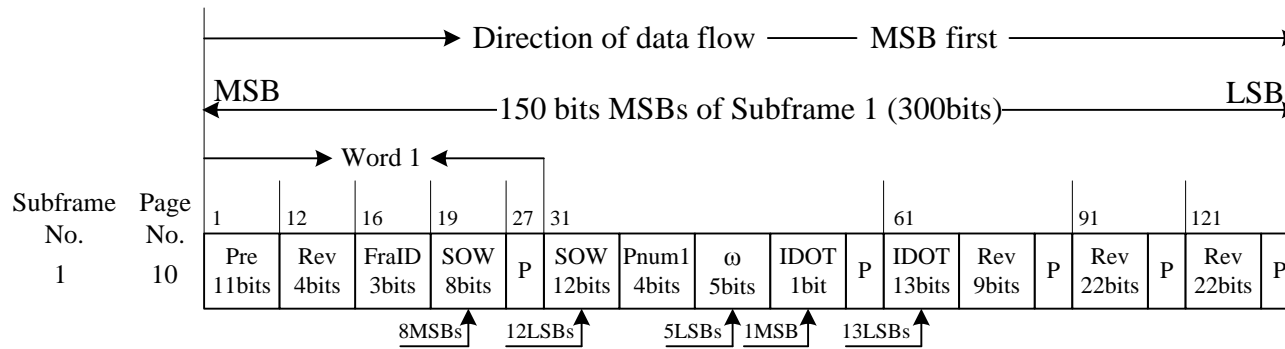 Direction of data flow MSB first
MSB LSB
150 bits MSBs of Subframe 1 (300bits)
Word 1
Subframe No. Page No.
1 12 16 19 27 31 61 91 121
1 10 Pre 11bits Rev 4bits FraID 3bits SOW 8bits P SOW 12bits Pnum1 4bits ω 5bits IDOT 1bit P IDOT 13bits Rev 9bits P Rev 22bits P Rev 22bits P
8MSBs 12LSBs 5LSBs 1MSB 13LSBs